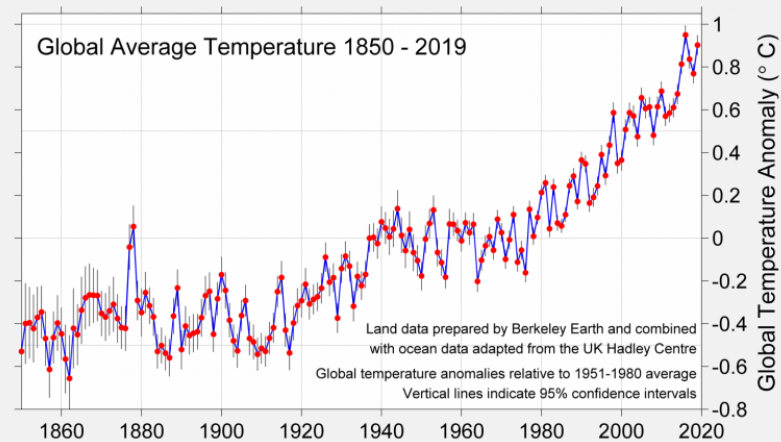 Global Average Temperature 1850 - 2019
1
0.8
0.6
0.4
0.2
0
-0.2
-0.4
-0.6
-0.8
Global Temperature Anomaly (° C)
Land data prepared by Berkeley Earth and combined
with ocean data adapted from the UK Hadley Centre
Global temperature anomalies relative to 1951-1980 average
Vertical lines indicate 95% confidence intervals
1860 1880 1900 1920 1940 1960 1980 2000 2020